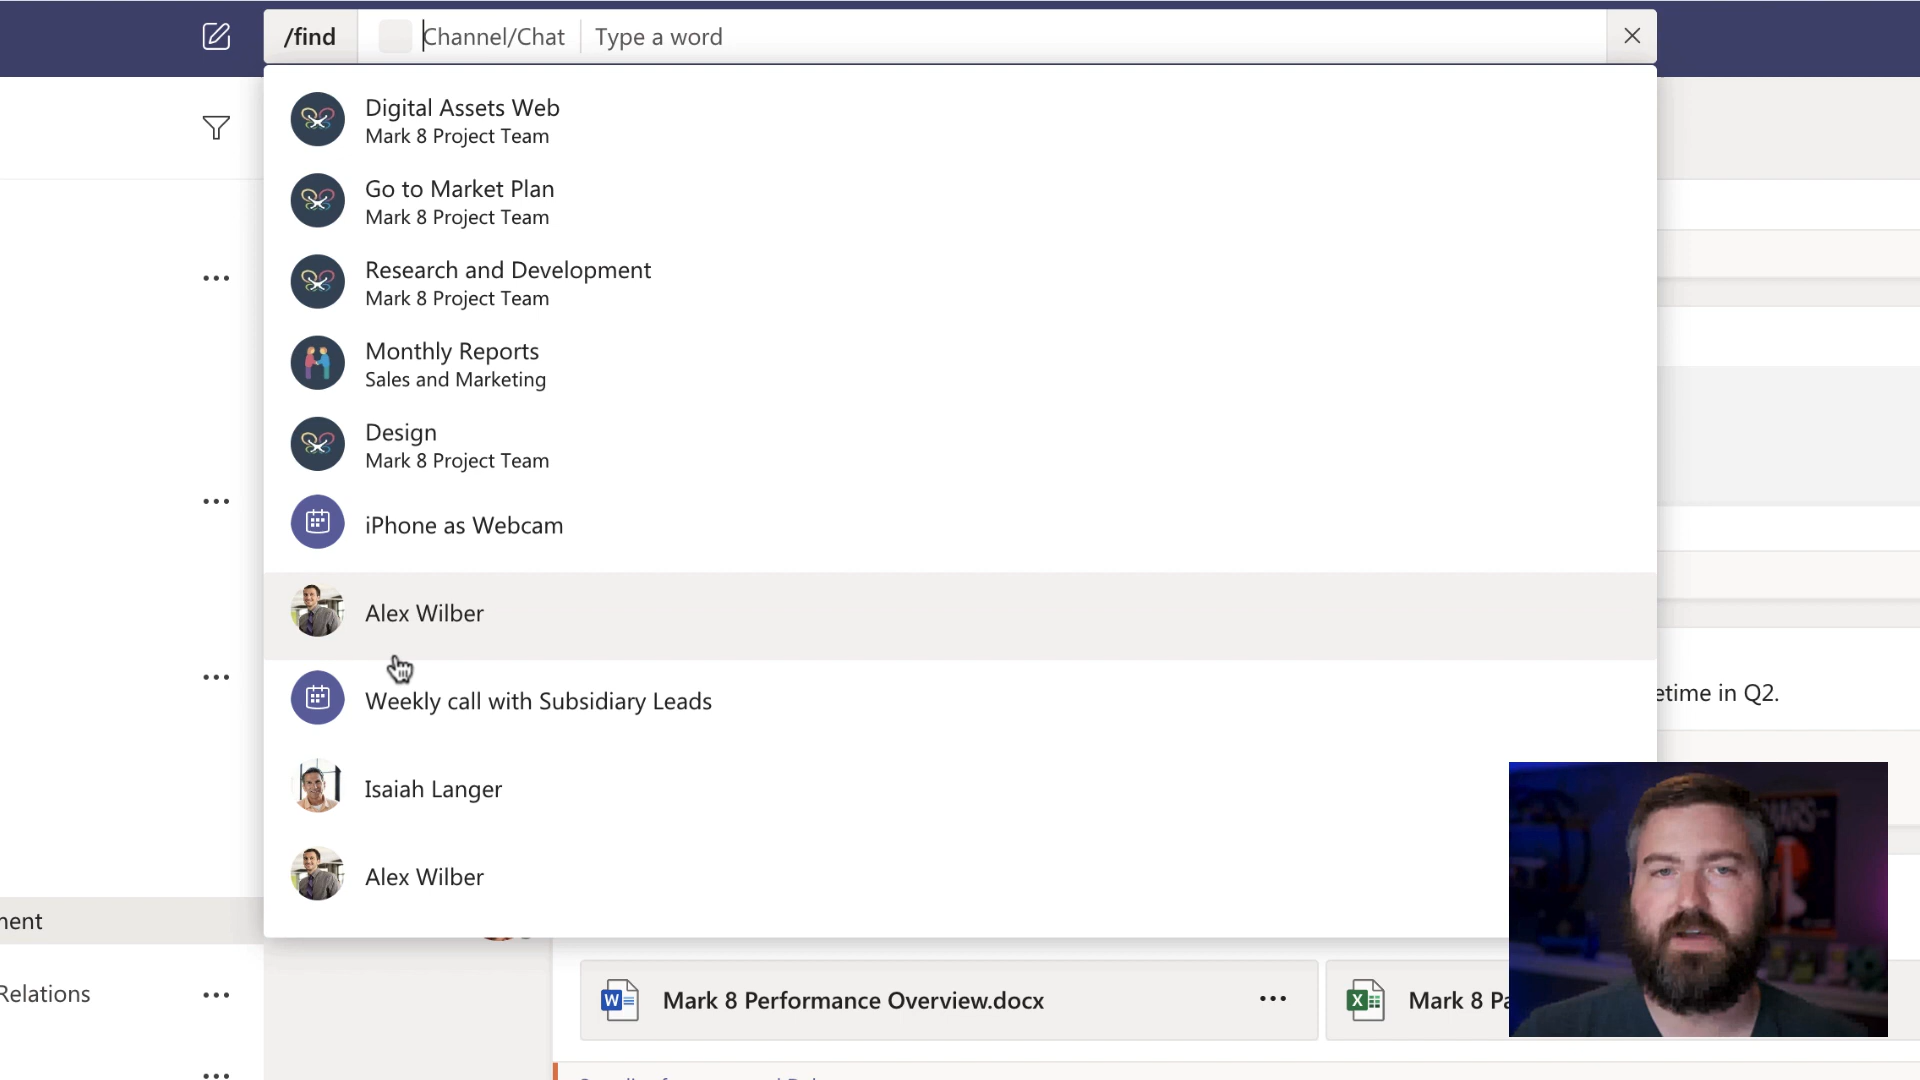 /find
Channel/Chat
Type a word
Digital Assets Web
Mark 8 Project Team
Go to Market Plan
Mark 8 Project Team
Research and Development
Mark 8 Project Team
Monthly Reports
Sales and Marketing
Design
Mark 8 Project Team
iPhone as Webcam
Alex Wilber
Weekly call with Subsidiary Leads
etime in Q2.
Isaiah Langer
Alex Wilber
ment
Relations
Mark 8 Performance Overview.docx
Mark 8 Pa